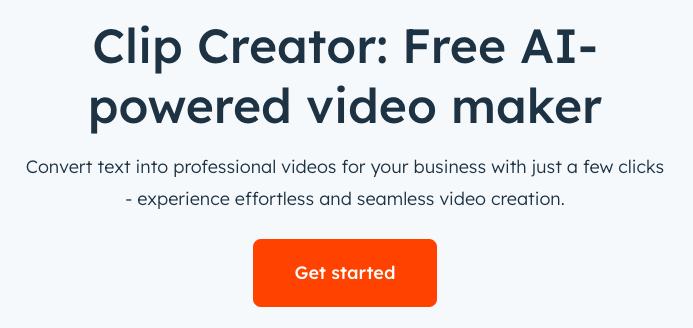 Clip Creator: Free AI-
powered video maker
Convert text into professional videos for your business with just a few clicks
- experience effortless and seamless video creation.
Get started